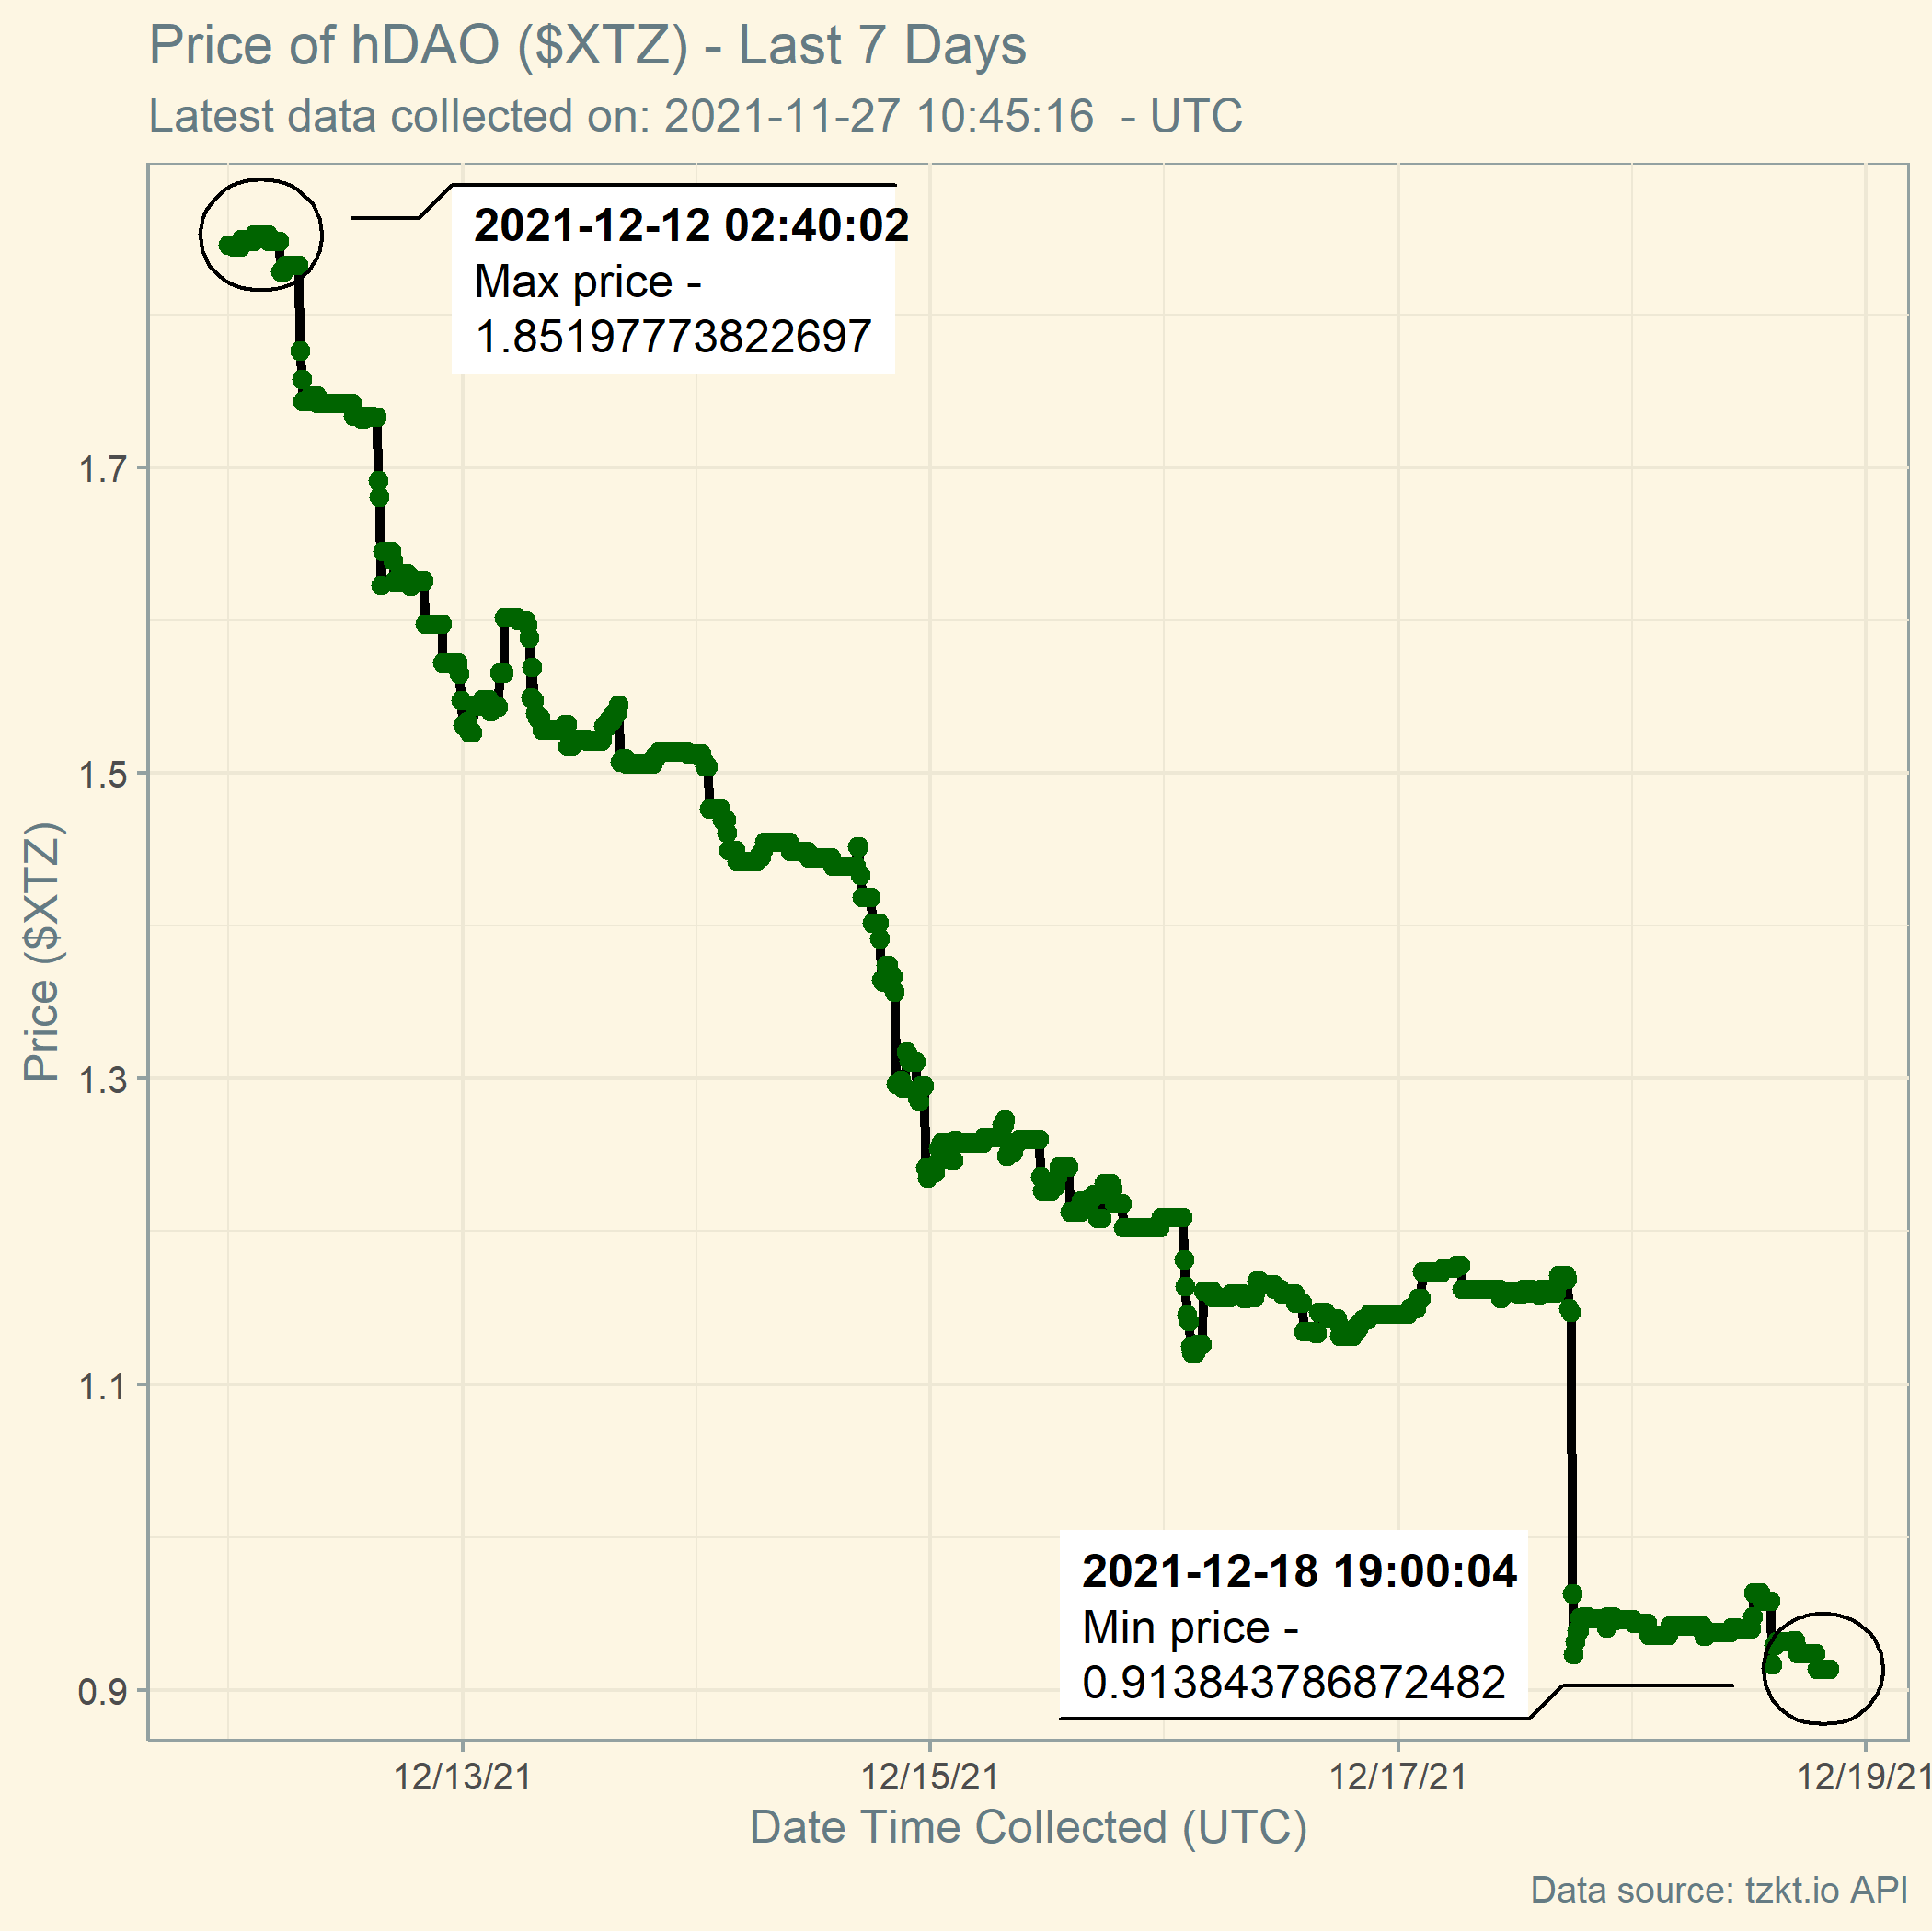 Price of hDAO ($XTZ) - Last 7 Days
Latest data collected on: 2021-11-27 10:45:16  - UTC
2021-12-12 02:40:02
Max price -
1.85197773822697
1.7
1.5
1.3
1.1
0.9
Price ($XTZ)
2021-12-18 19:00:04
Min price -
0.913843786872482
12/13/21
12/15/21
12/17/21
12/19/21
Date Time Collected (UTC)
Data source: tzkt.io API